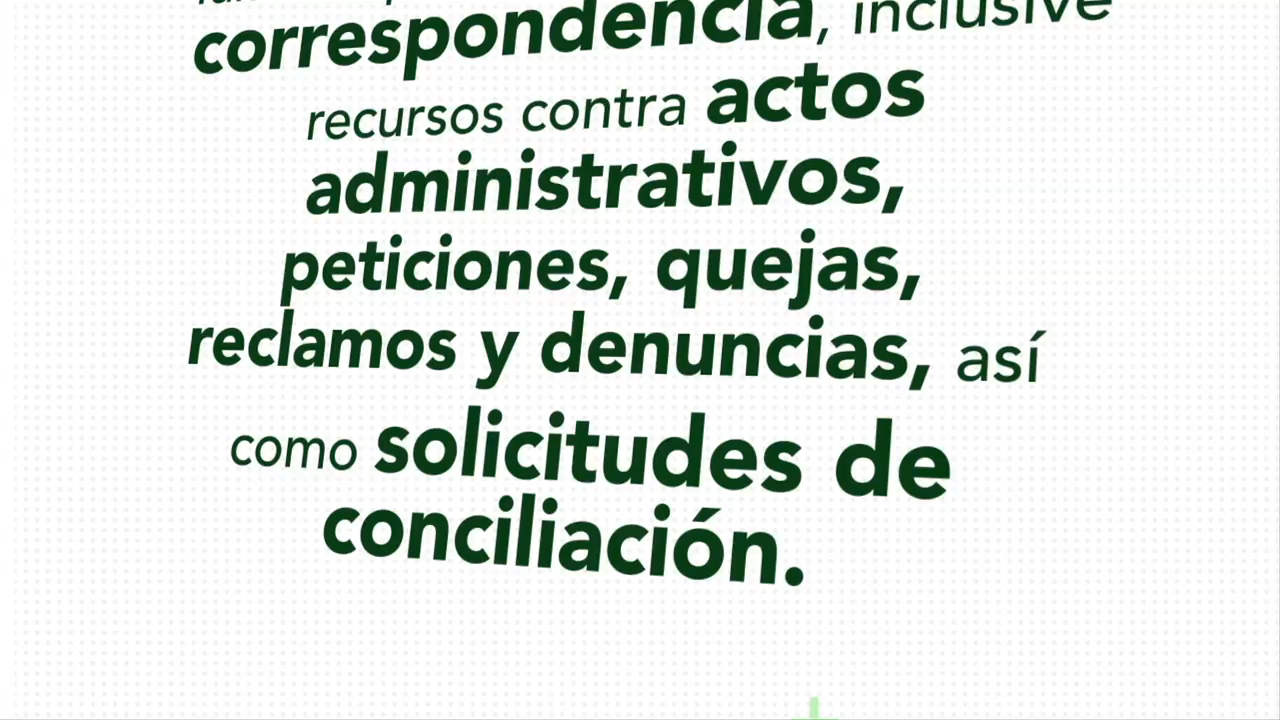 correspondencia, inclusive
recursos contra actos
administrativos,
peticiones, quejas,
reclamos y denuncias, así
como solicitudes de
conciliación.